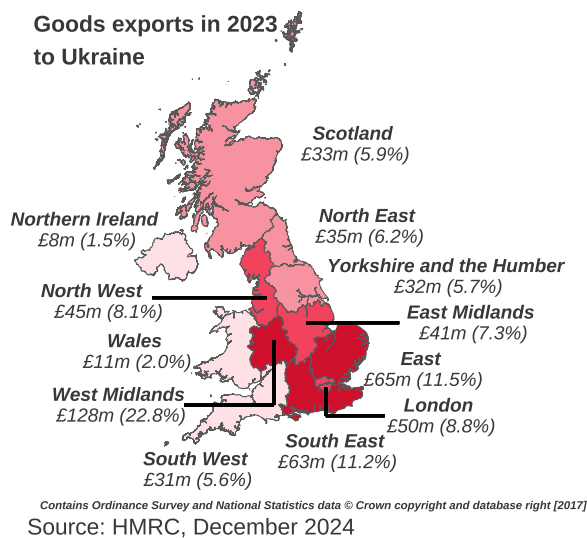 Goods exports in 2023
to Ukraine
Scotland
£33m (5.9%)
Northern Ireland
£8m (1.5%)
North East
£35m (6.2%)
Yorkshire and the Humber
£32m (5.7%)
North West
£45m (8.1%)
East Midlands
£41m (7.3%)
Wales
£11m (2.0%)
East
£65m (11.5%)
West Midlands
£128m (22.8%)
London
£50m (8.8%)
South East
£63m (11.2%)
South West
£31m (5.6%)
Contains Ordinance Survey and National Statistics data © Crown copyright and database right [2017]
Source: HMRC, December 2024